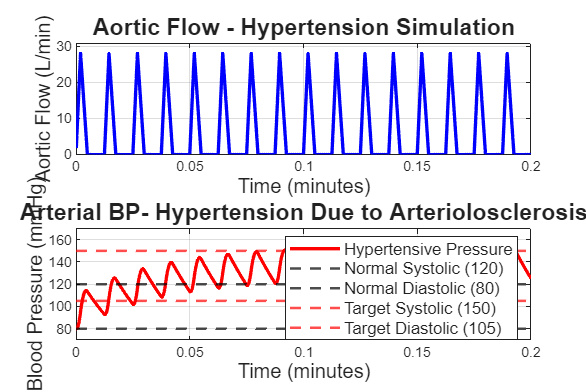 Aortic Flow - Hypertension Simulation
Aortic Flow (L/min)
30
20
10
0
0 0.05 0.1 0.15 0.2
Time (minutes)
Arterial BP- Hypertension Due to Arteriolosclerosis
Blood Pressure (mmHg)
160
140
120
100
80
Hypertensive Pressure
Normal Systolic (120)
Normal Diastolic (80)
Target Systolic (150)
Target Diastolic (105)
0 0.05 0.1 0.15 0.2
Time (minutes)